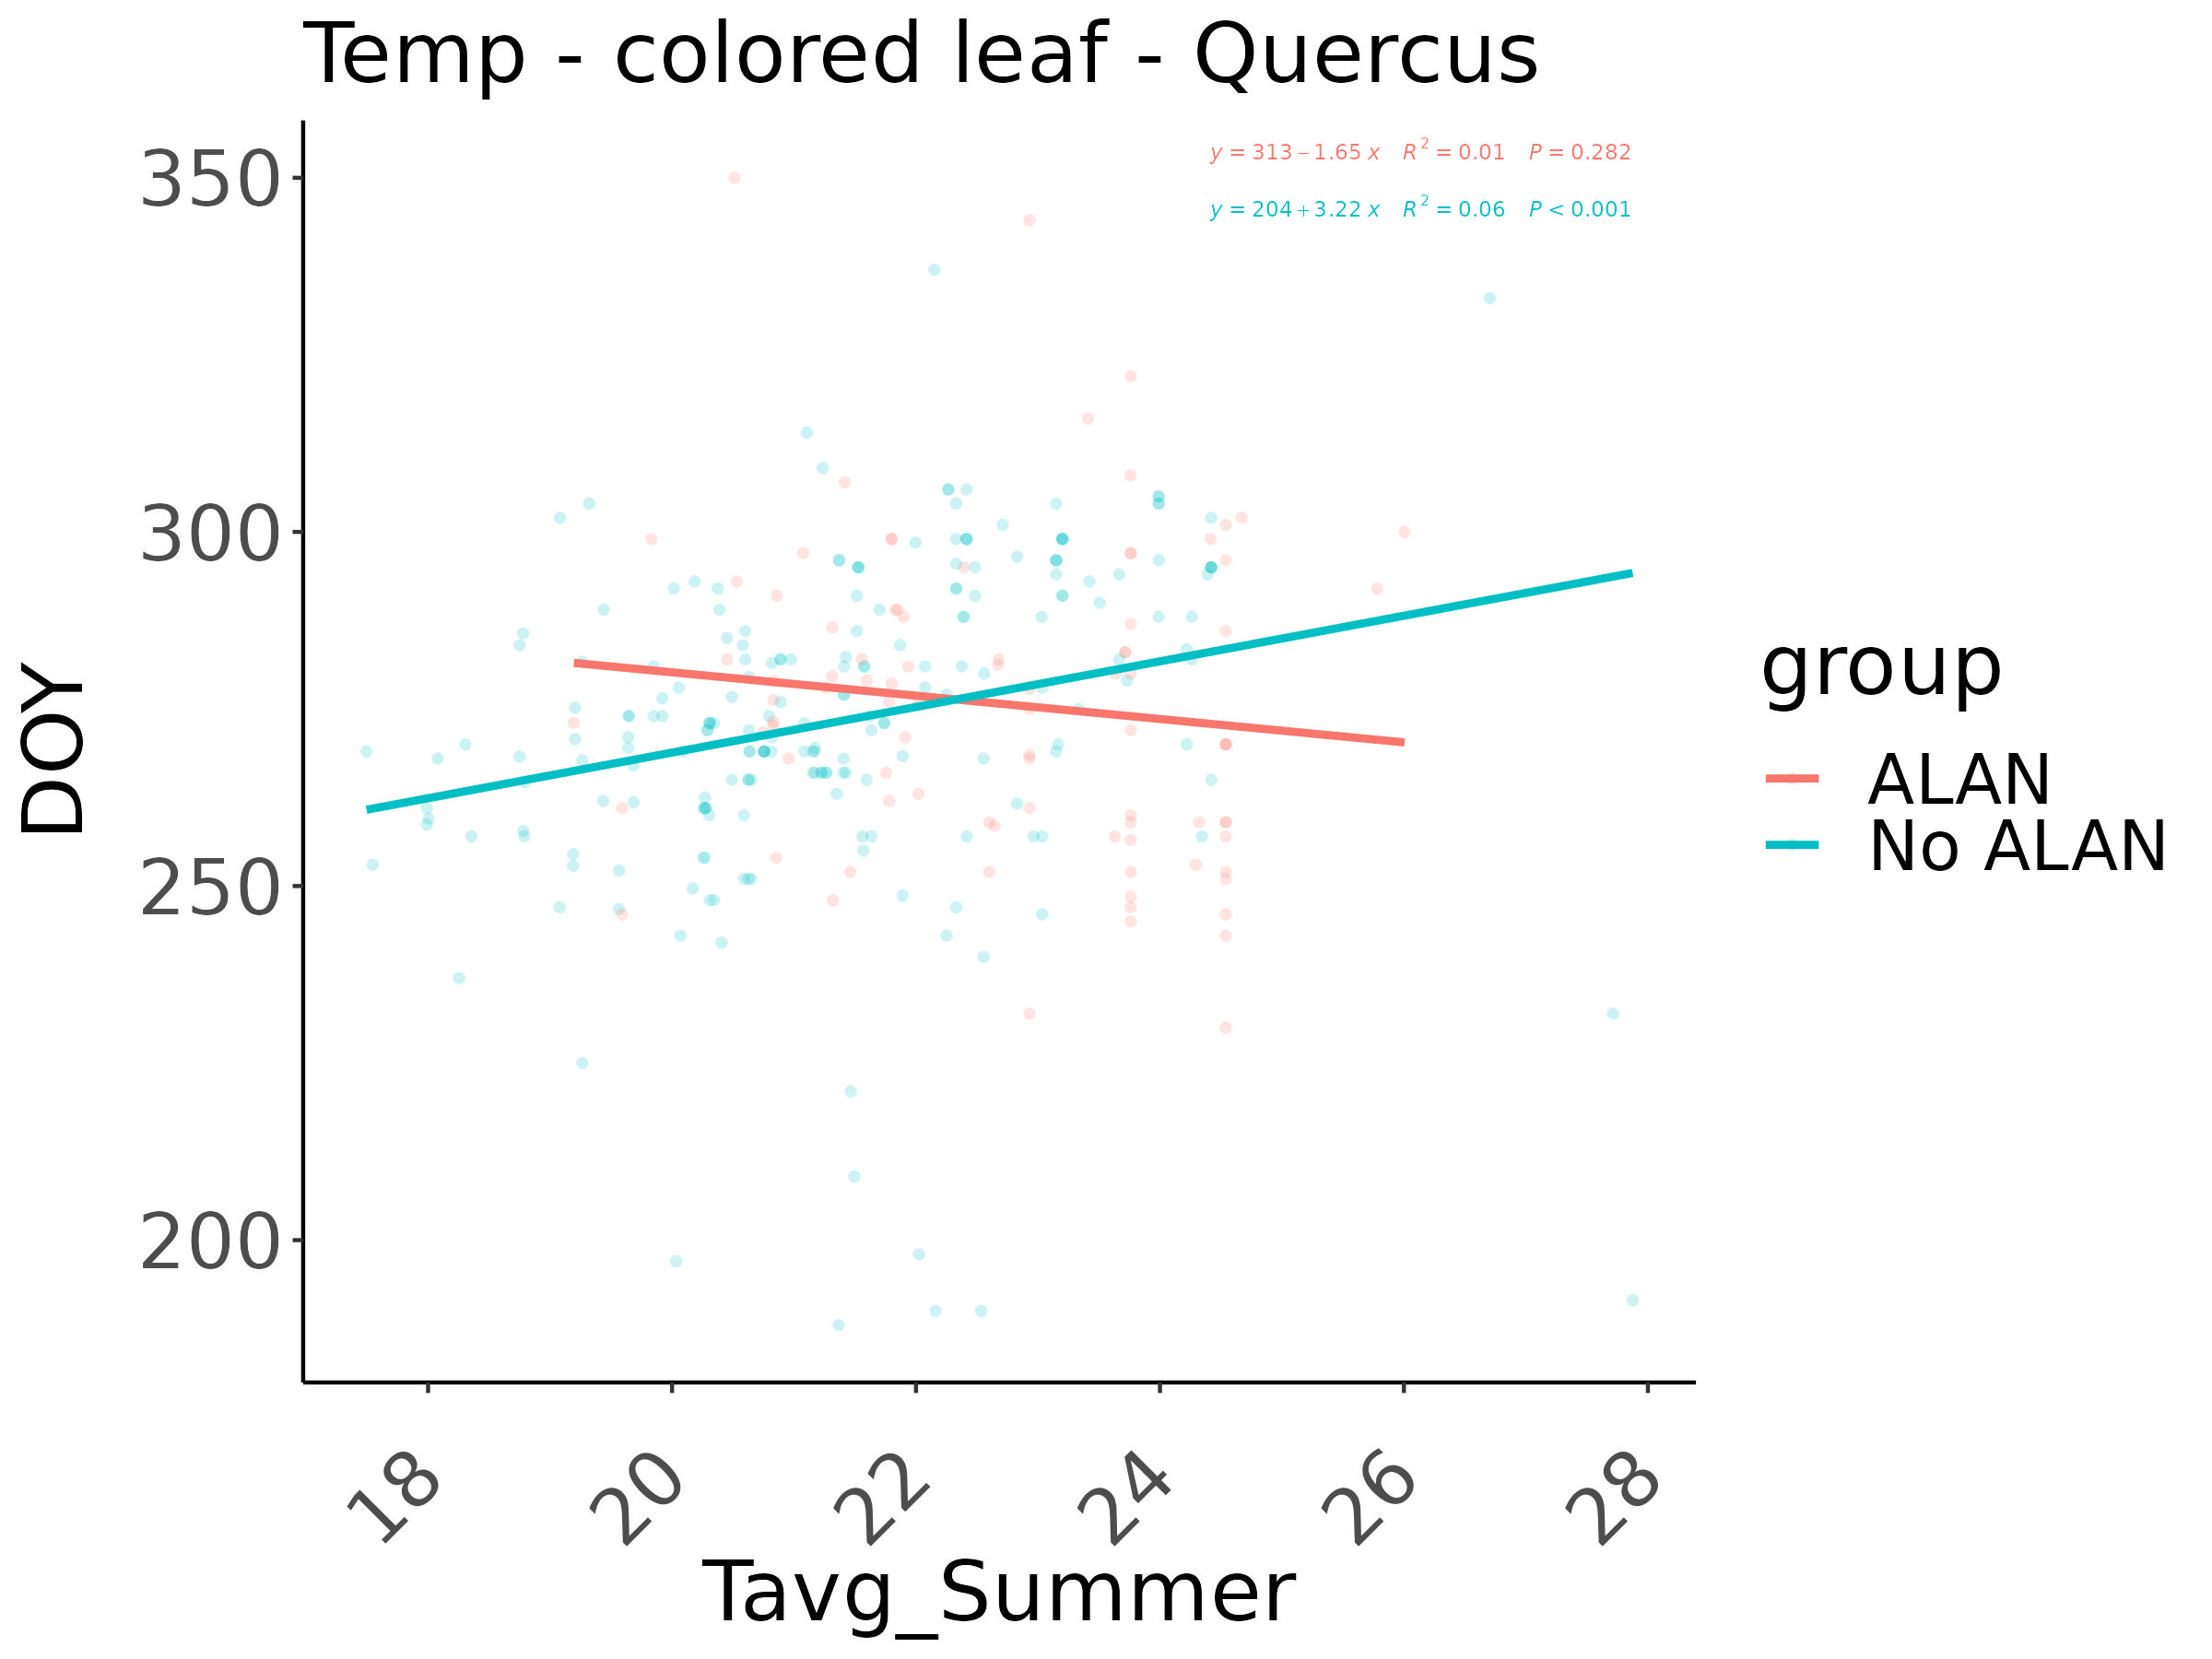 Temp - colored leaf - Quercus
y = 313 − 1.65 x R² = 0.01 P = 0.282
y = 204 + 3.22 x R² = 0.06 P < 0.001
350
300
250
200
DOY
18
20
22
24
26
28
Tavg_Summer
group
ALAN
No ALAN